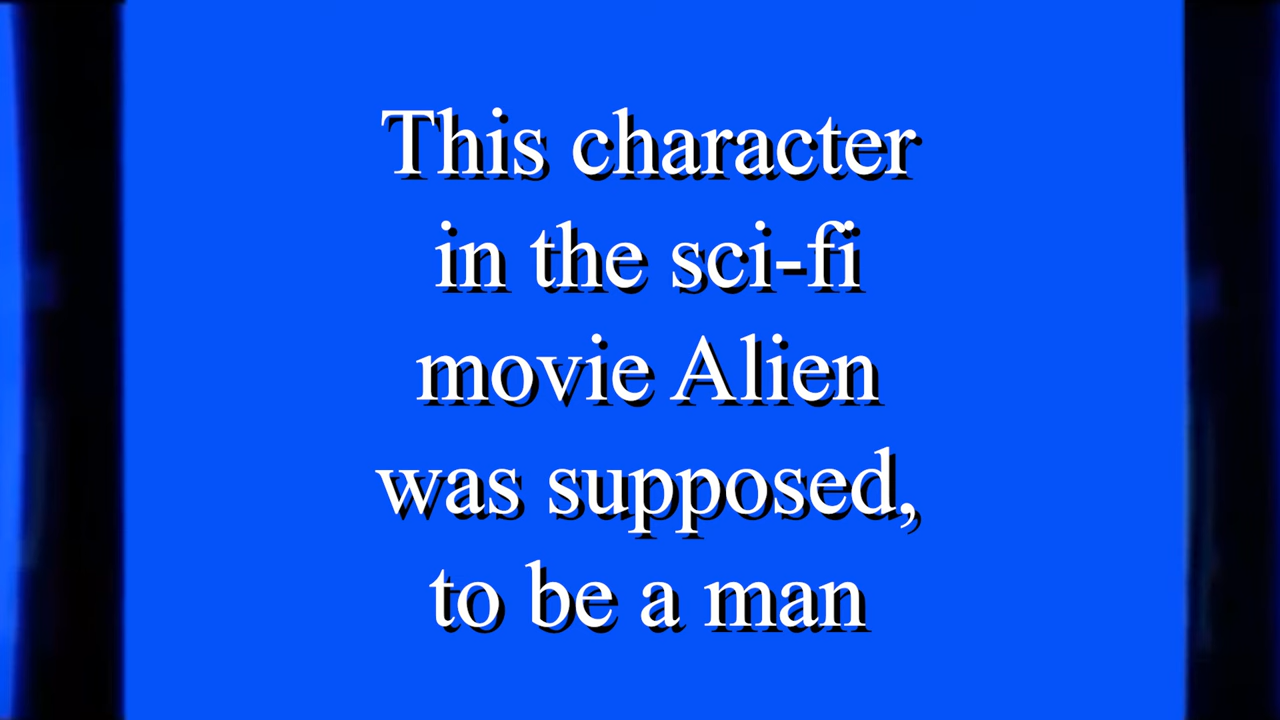 This character
in the sci-fi
movie Alien
was supposed,
to be a man